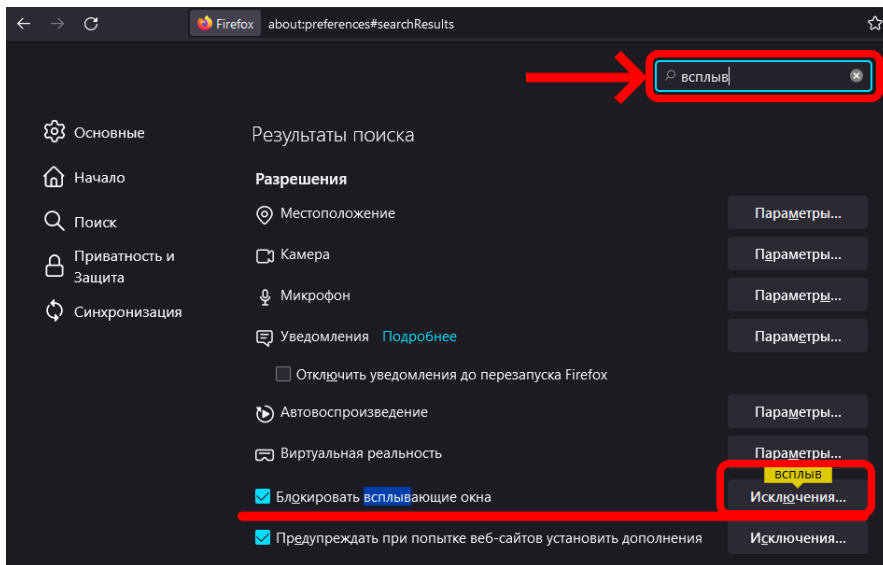 Firefox about:preferences#searchResults
всплыв
Основные
Начало
Поиск
Приватность и
Защита
Синхронизация
Результаты поиска
Разрешения
Местоположение Параметры...
Камера Параметры...
Микрофон Параметры...
Уведомления Подробнее Параметры...
Отключить уведомления до перезапуска Firefox
Автовоспроизведение Параметры...
Виртуальная реальность Параметры...
всплыв
Блокировать всплывающие окна Исключения...
Предупреждать при попытке веб-сайтов установить дополнения Исключения...